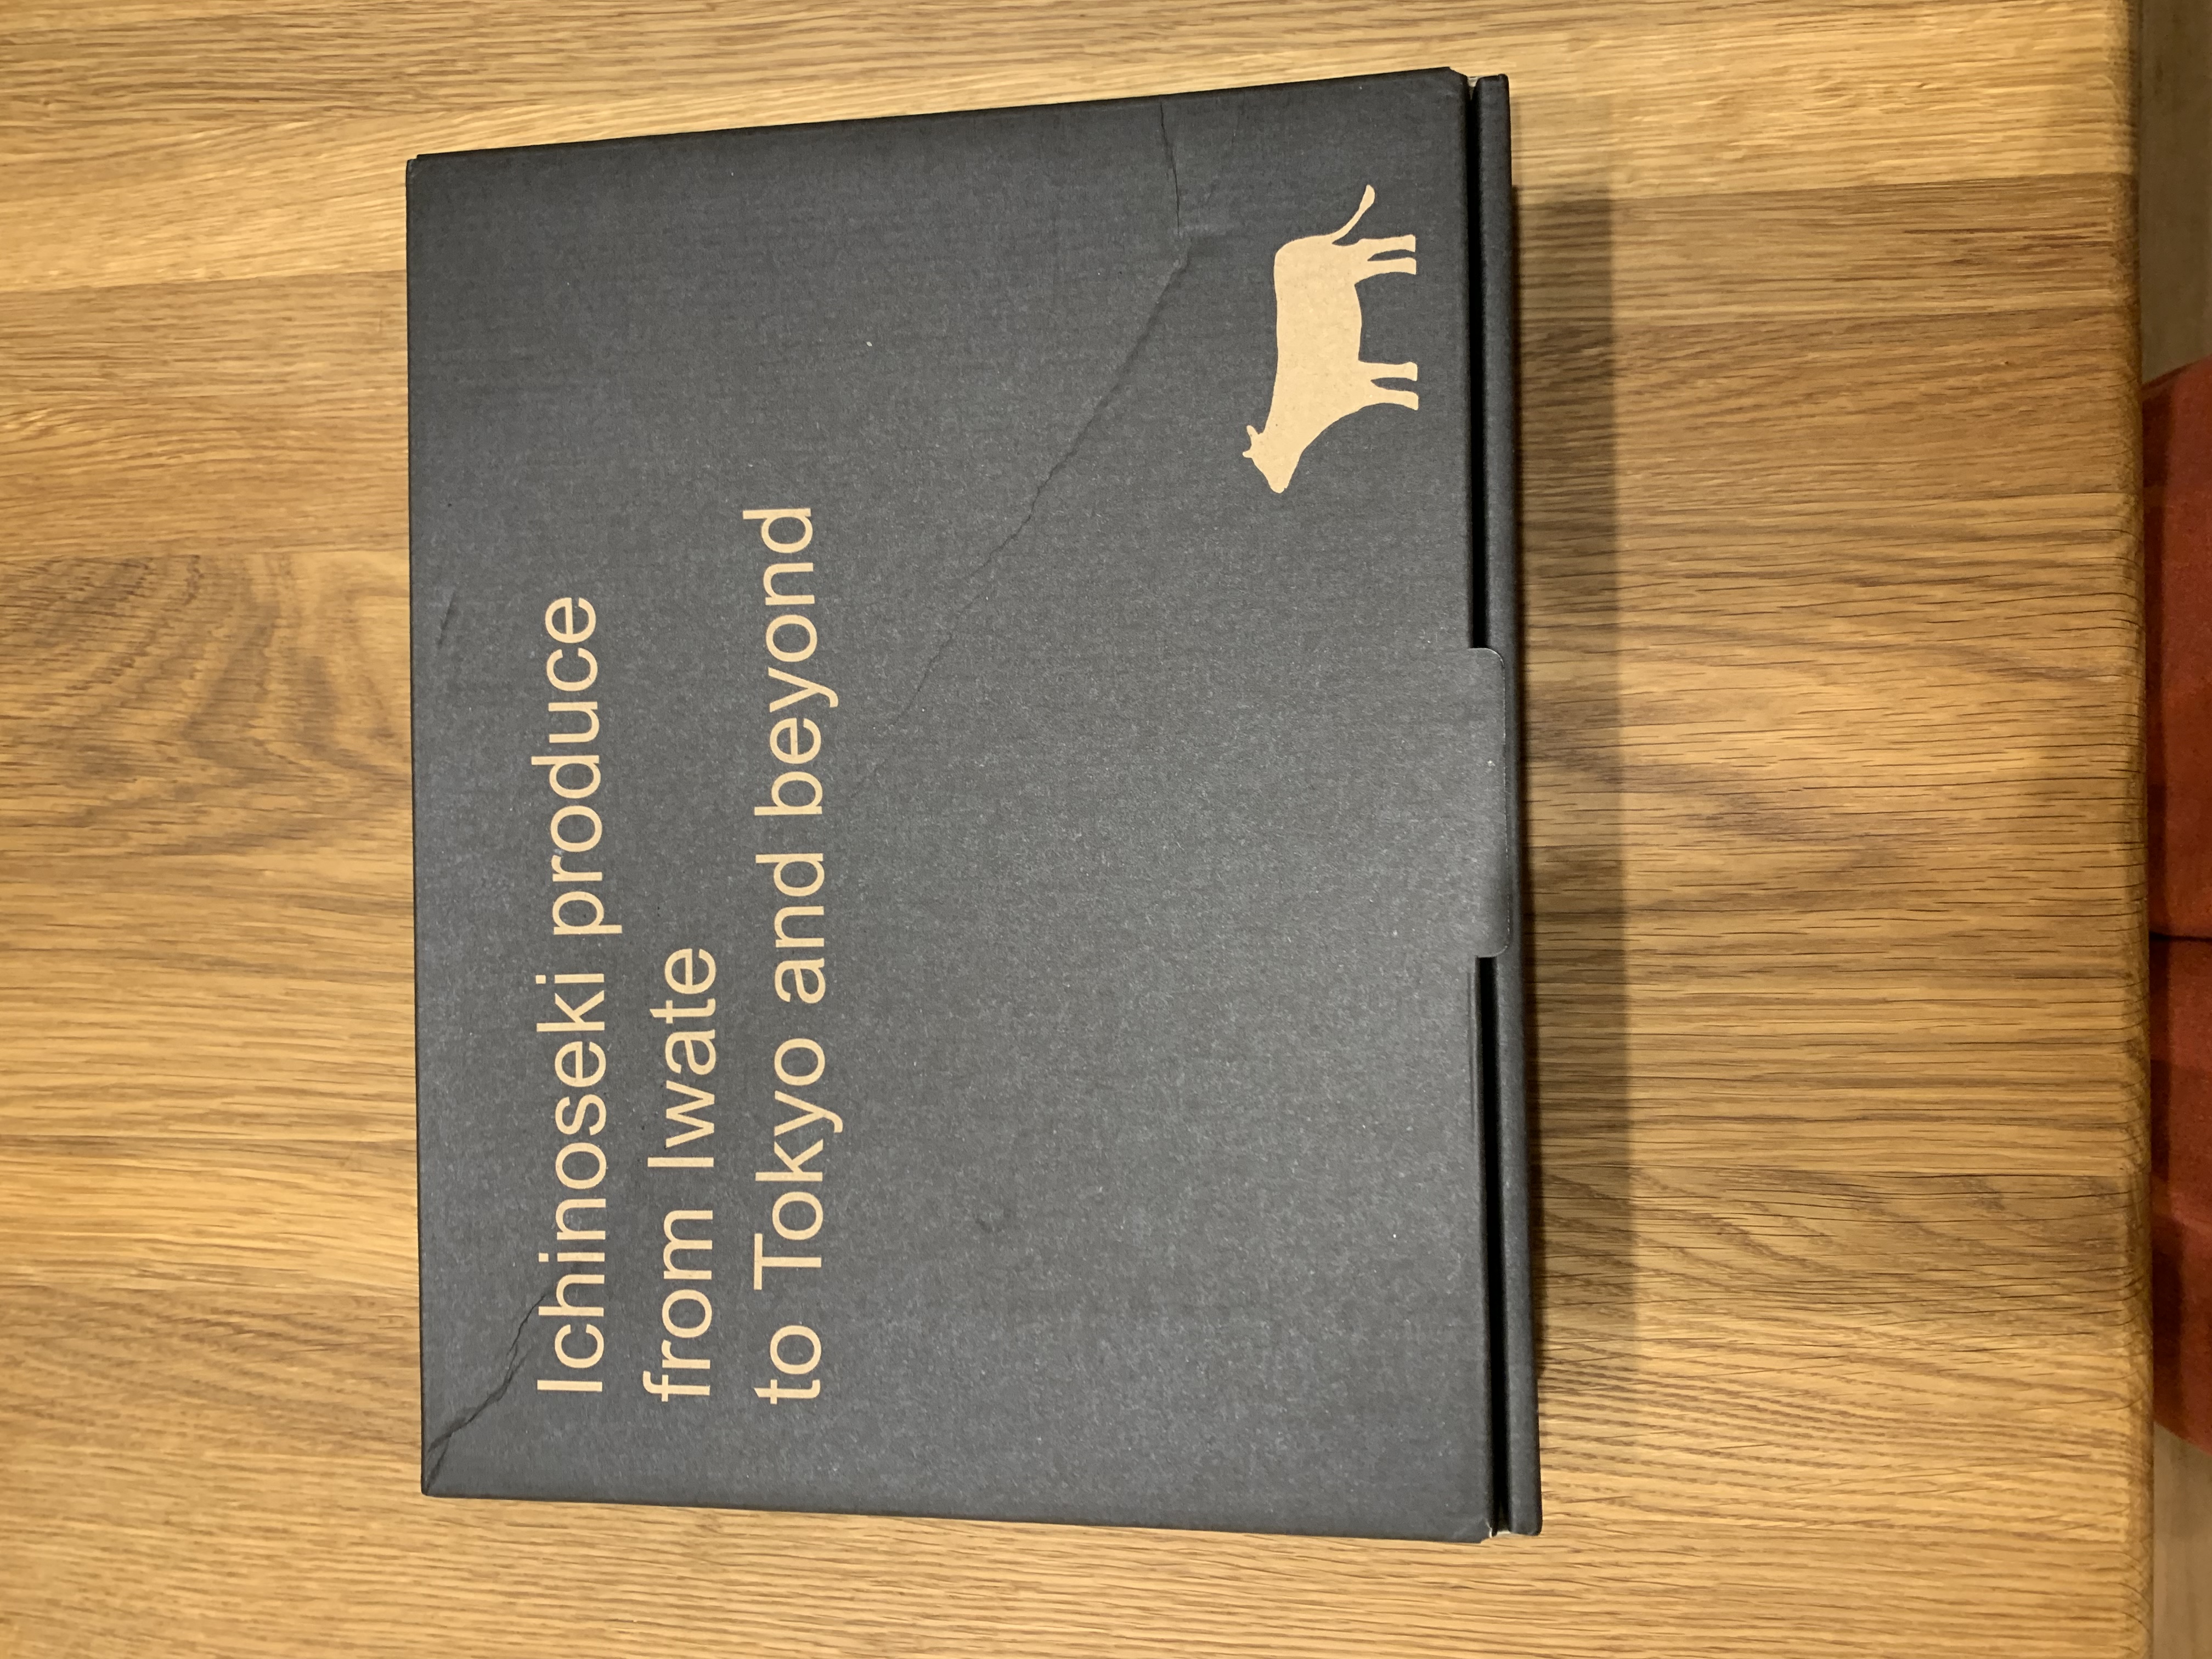 Ichinoseki produce
from Iwate
to Tokyo and beyond